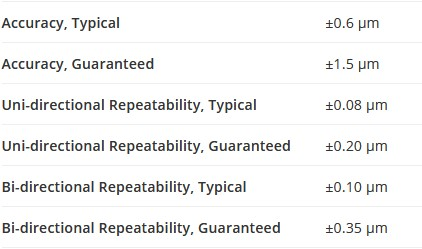 Accuracy, Typical ±0.6 µm
Accuracy, Guaranteed ±1.5 µm
Uni-directional Repeatability, Typical ±0.08 µm
Uni-directional Repeatability, Guaranteed ±0.20 µm
Bi-directional Repeatability, Typical ±0.10 µm
Bi-directional Repeatability, Guaranteed ±0.35 µm